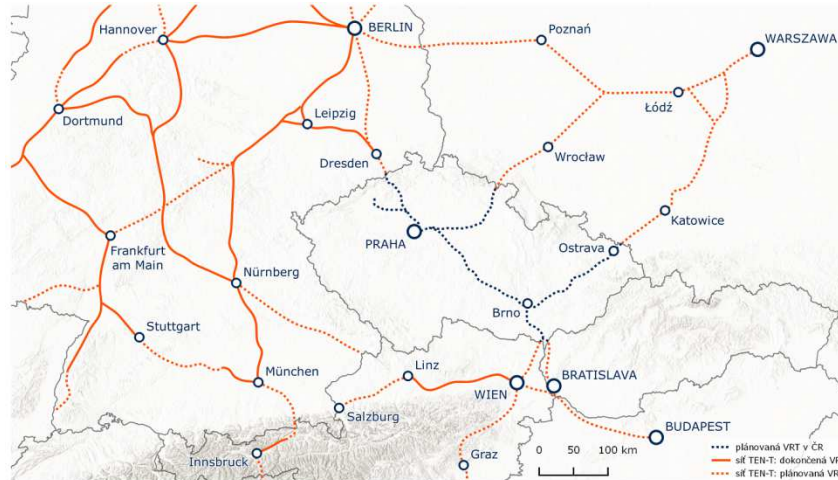 Hannover
BERLIN
Poznań
WARSZAWA
Dortmund
Leipzig
Łódź
Dresden
Wrocław
Frankfurt
am Main
PRAHA
Katowice
Ostrava
Nürnberg
Brno
Stuttgart
München
Linz
WIEN
BRATISLAVA
Salzburg
BUDAPEST
Innsbruck
Graz
0 50 100 km
plánovaná VRT v ČR
síť TEN-T: dokončená VR
síť TEN-T: plánovaná VR